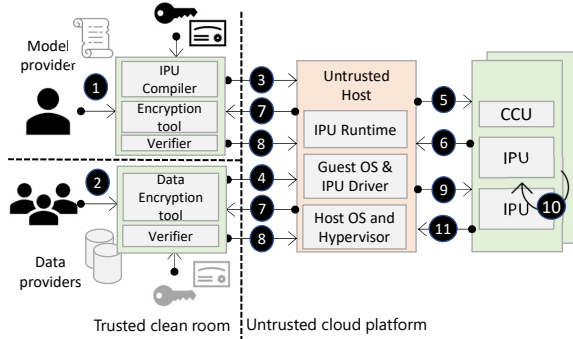 Model
provider
1
IPU
Compiler
Encryption
tool
Verifier
3
7
8
Untrusted
Host
IPU Runtime
Guest OS &
IPU Driver
Host OS and
Hypervisor
5
6
9
11
CCU
IPU
IPU
10
2
Data
Encryption
tool
Verifier
4
7
8
Data
providers
Trusted clean room
Untrusted cloud platform